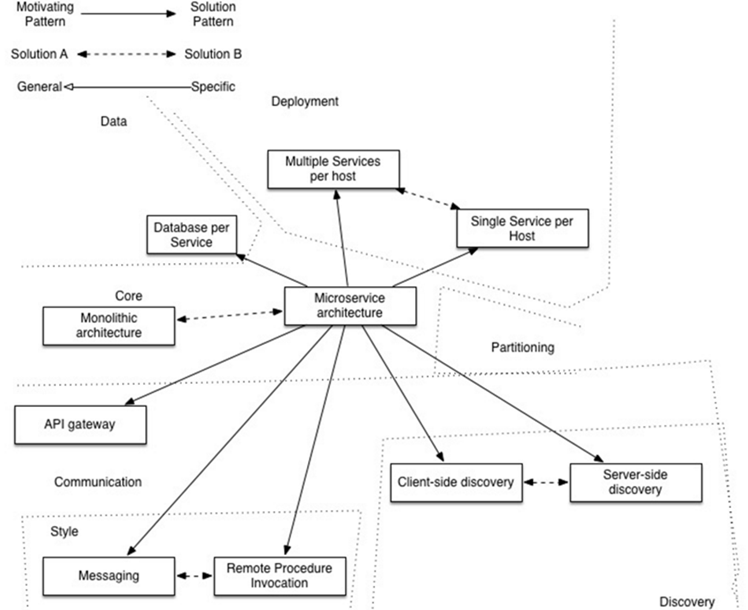 Motivating
Pattern
Solution
Pattern
Solution A
Solution B
General
Specific
Data
Deployment
Multiple Services
per host
Single Service per
Host
Database per
Service
Core
Monolithic
architecture
Microservice
architecture
Partitioning
API gateway
Communication
Client-side discovery
Server-side
discovery
Style
Messaging
Remote Procedure
Invocation
Discovery